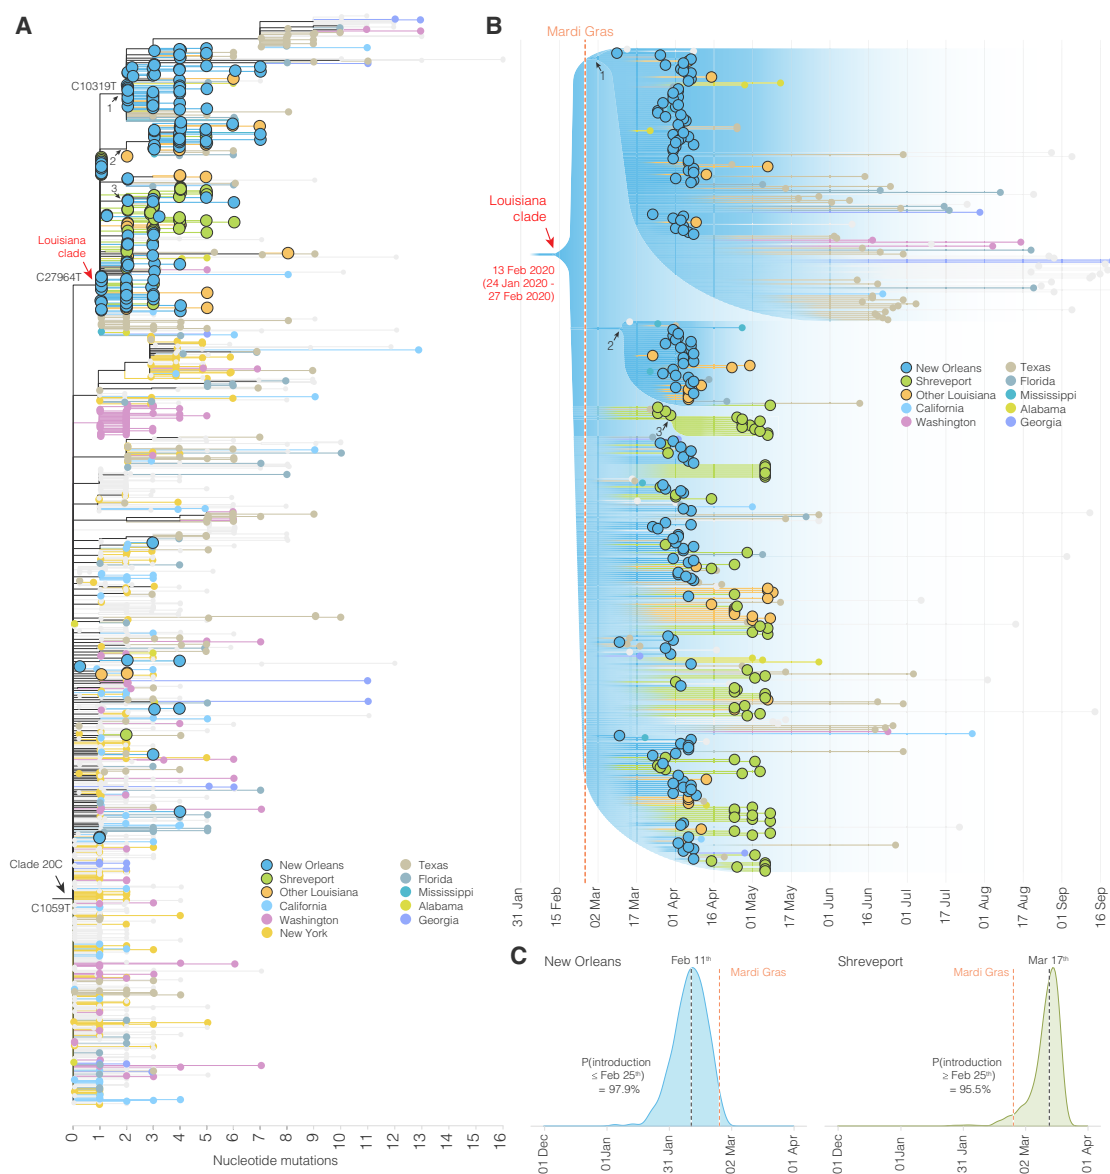 A
C10319T
1
2
3
Louisiana
clade
C27964T
Clade 20C
C1059T
New Orleans
Shreveport
Other Louisiana
California
Washington
New York
Texas
Florida
Mississippi
Alabama
Georgia
0 1 2 3 4 5 6 7 8 9 10 11 12 13 14 15 16
Nucleotide mutations
B
Mardi Gras
1
Louisiana
clade
13 Feb 2020
(24 Jan 2020 -
27 Feb 2020)
2
3
New Orleans
Shreveport
Other Louisiana
California
Washington
Texas
Florida
Mississippi
Alabama
Georgia
31 Jan
15 Feb
02 Mar
17 Mar
01 Apr
16 Apr
01 May
17 May
01 Jun
16 Jun
01 Jul
17 Jul
01 Aug
17 Aug
01 Sep
16 Sep
C
New Orleans
Feb 11th
Mardi Gras
P(introduction
≤ Feb 25th)
= 97.9%
01 Dec
01Jan
31 Jan
02 Mar
01 Apr
Shreveport
Mar 17th
Mardi Gras
P(introduction
≥ Feb 25th)
= 95.5%
01 Dec
01Jan
31 Jan
02 Mar
01 Apr